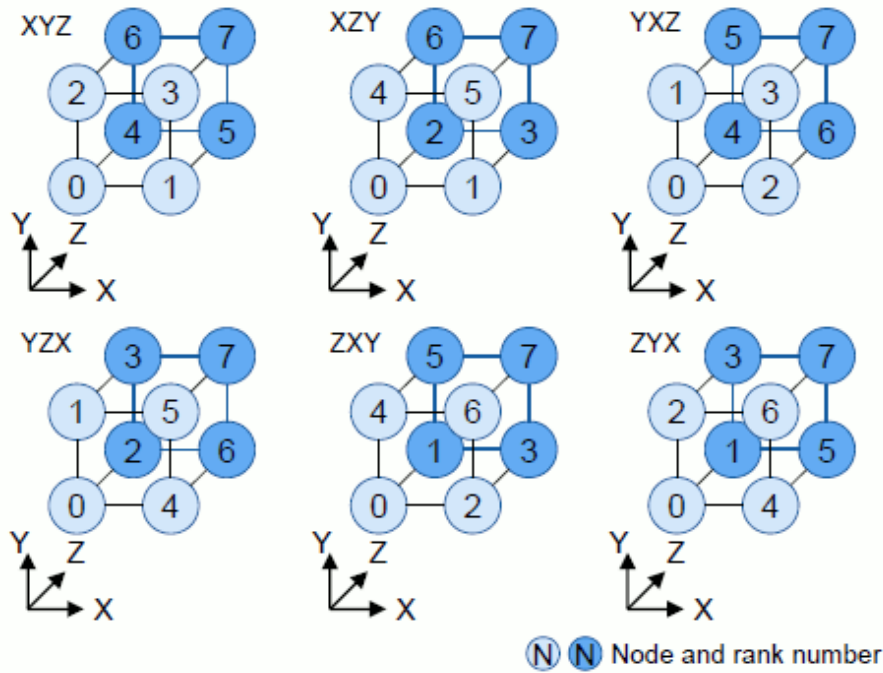 XYZ 6 7 XZY 6 7 YXZ 5 7
2 3 4 5 1 3
4 5 2 3 4 6
0 1 0 1 0 2
Y Z Y Z Y Z
X X X
YZX 3 7 ZXY 5 7 ZYX 3 7
1 5 4 6 2 6
2 6 1 3 1 5
0 4 0 2 0 4
Y Z Y Z Y Z
X X X
N N Node and rank number